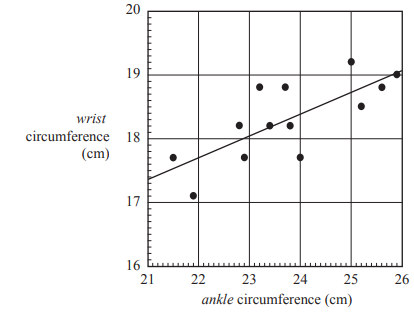 20
19
wrist
circumference
(cm)
18
17
16
21 22 23 24 25 26
ankle circumference (cm)